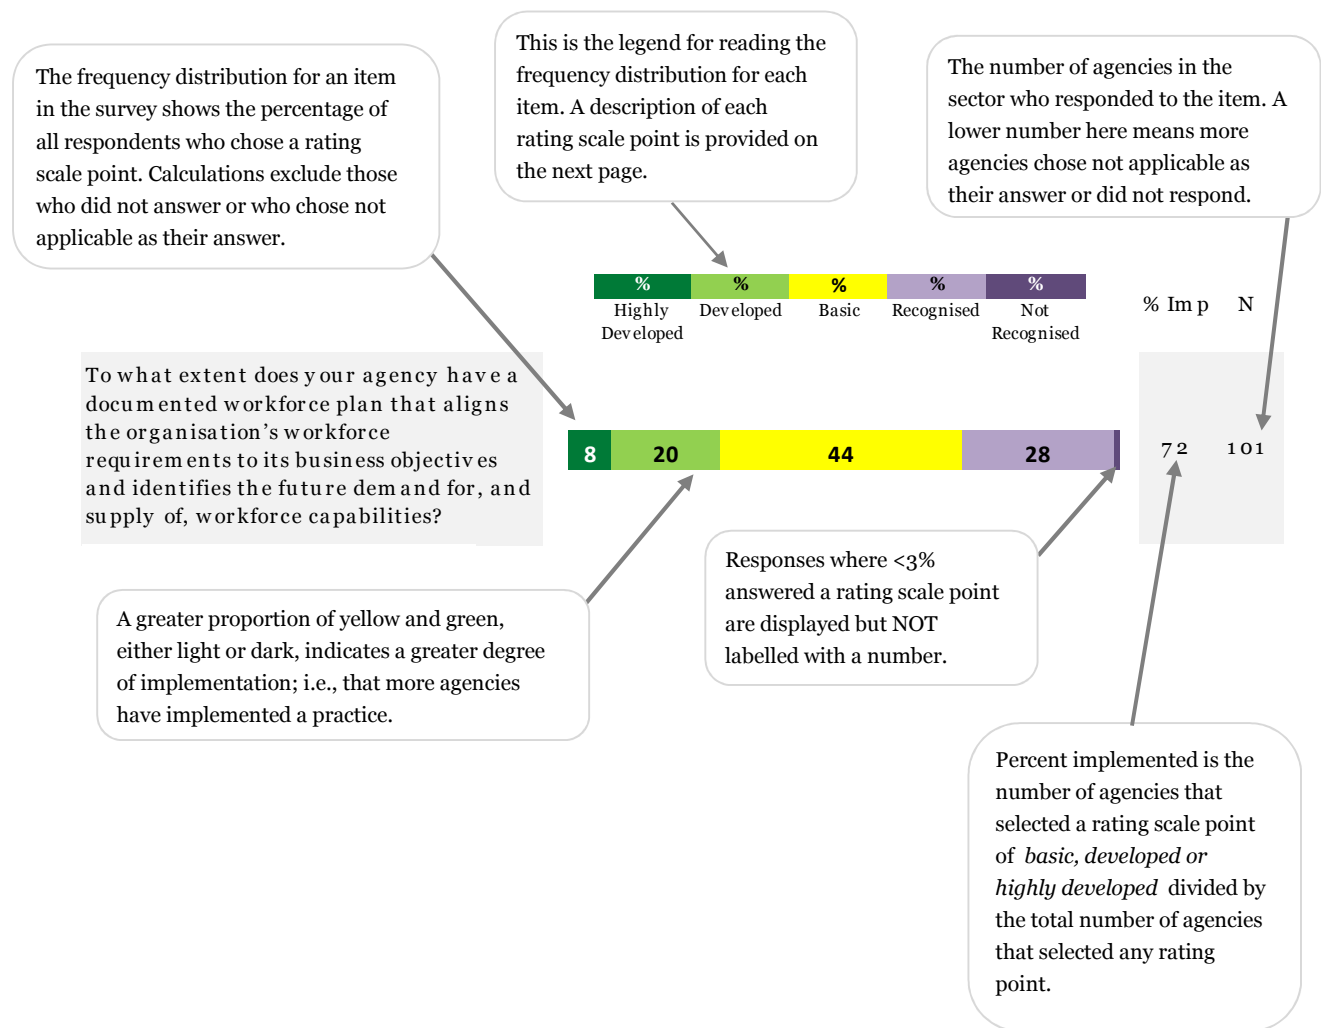 The frequency distribution for an item
in the survey shows the percentage of
all respondents who chose a rating
scale point. Calculations exclude those
who did not answer or who chose not
applicable as their answer.
This is the legend for reading the
frequency distribution for each
item. A description of each
rating scale point is provided on
the next page.
The number of agencies in the
sector who responded to the item. A
lower number here means more
agencies chose not applicable as
their answer or did not respond.
% % % % %
Highly Developed Basic Recognised Not
Developed Recognised
% Imp N
To what extent does your agency have a
documented workforce plan that aligns
the organisation’s workforce
requirements to its business objectives
and identifies the future demand for, and
supply of, workforce capabilities?
8 20 44 28
72 101
A greater proportion of yellow and green,
either light or dark, indicates a greater degree
of implementation; i.e., that more agencies
have implemented a practice.
Responses where <3%
answered a rating scale point
are displayed but NOT
labelled with a number.
Percent implemented is the
number of agencies that
selected a rating scale point
of basic, developed or
highly developed divided by
the total number of agencies
that selected any rating
point.